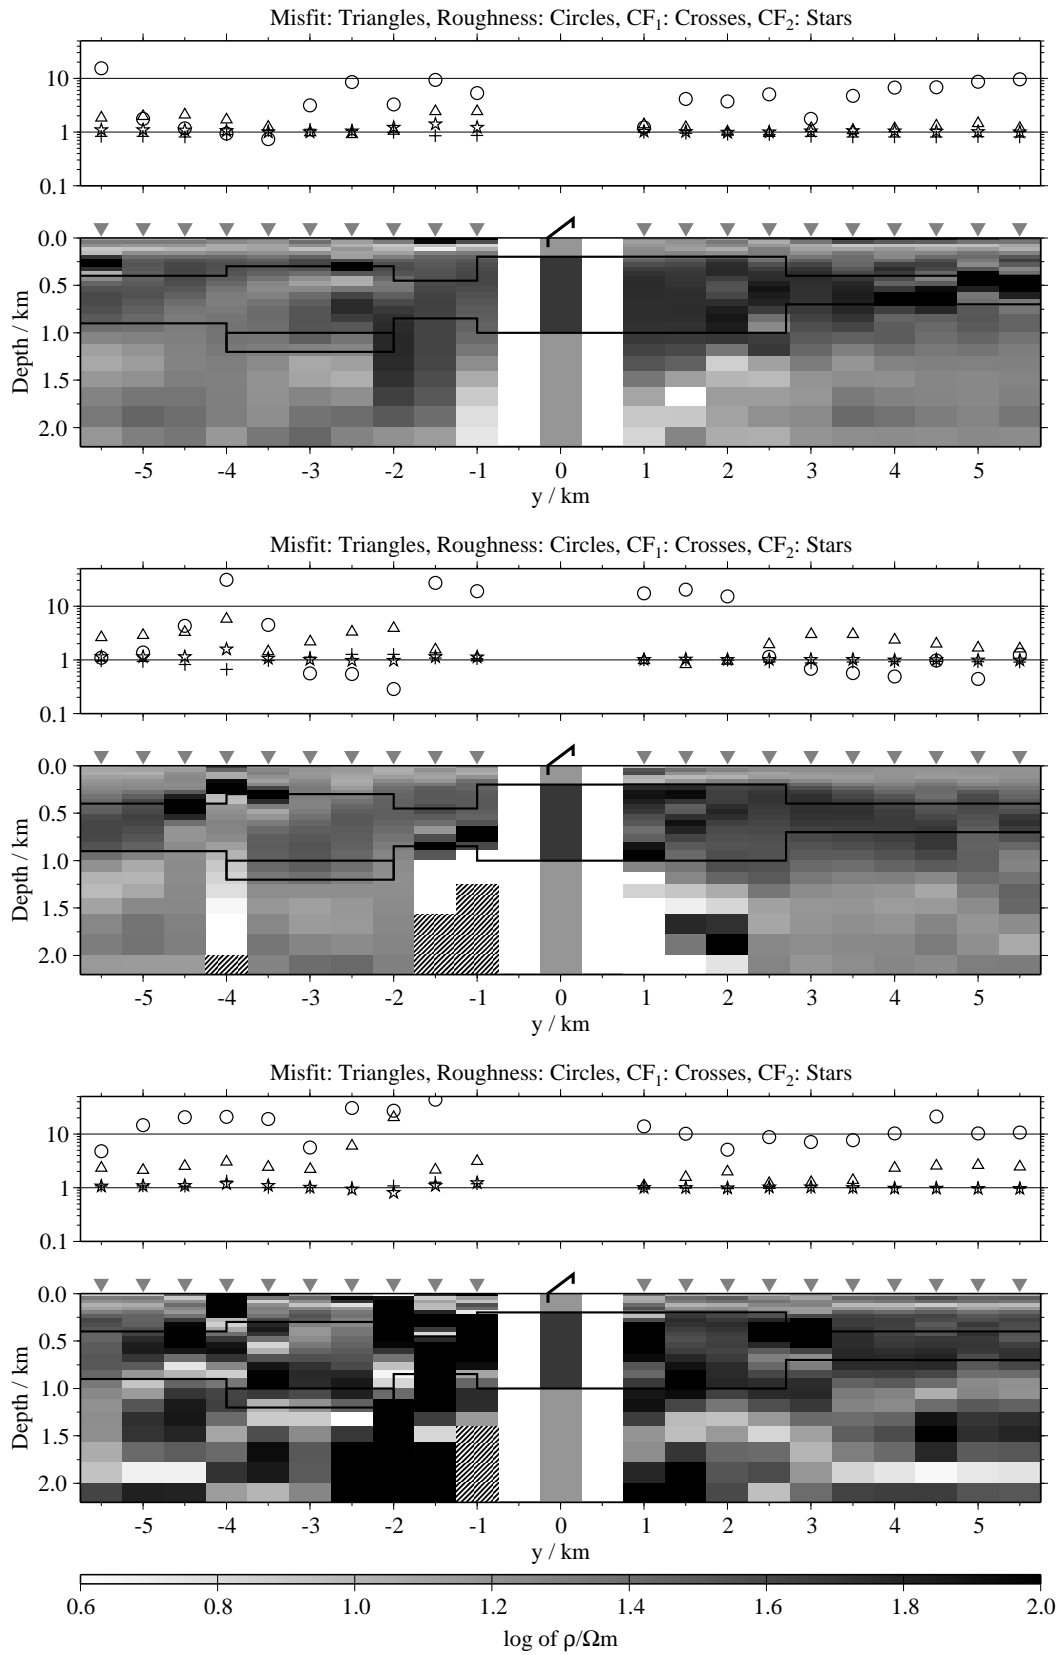 Misfit: Triangles, Roughness: Circles, CF1: Crosses, CF2: Stars
10
1
0.1
0.0
0.5
1.0
1.5
2.0
Depth / km
-5 -4 -3 -2 -1 0 1 2 3 4 5
y / km
Misfit: Triangles, Roughness: Circles, CF1: Crosses, CF2: Stars
10
1
0.1
0.0
0.5
1.0
1.5
2.0
Depth / km
-5 -4 -3 -2 -1 0 1 2 3 4 5
y / km
Misfit: Triangles, Roughness: Circles, CF1: Crosses, CF2: Stars
10
1
0.1
0.0
0.5
1.0
1.5
2.0
Depth / km
-5 -4 -3 -2 -1 0 1 2 3 4 5
y / km
0.6 0.8 1.0 1.2 1.4 1.6 1.8 2.0
log of ρ/Ωm